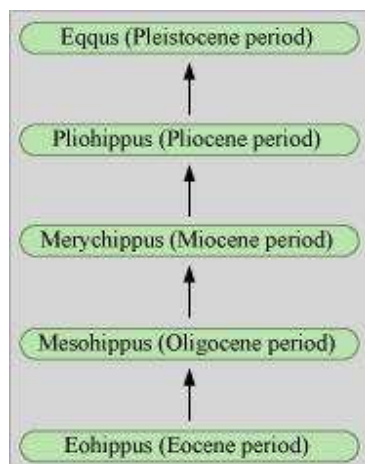 Eqqus (Pleistocene period)
Pliohippus (Pliocene period)
Merychippus (Miocene period)
Mesohippus (Oligocene period)
Eohippus (Eocene period)